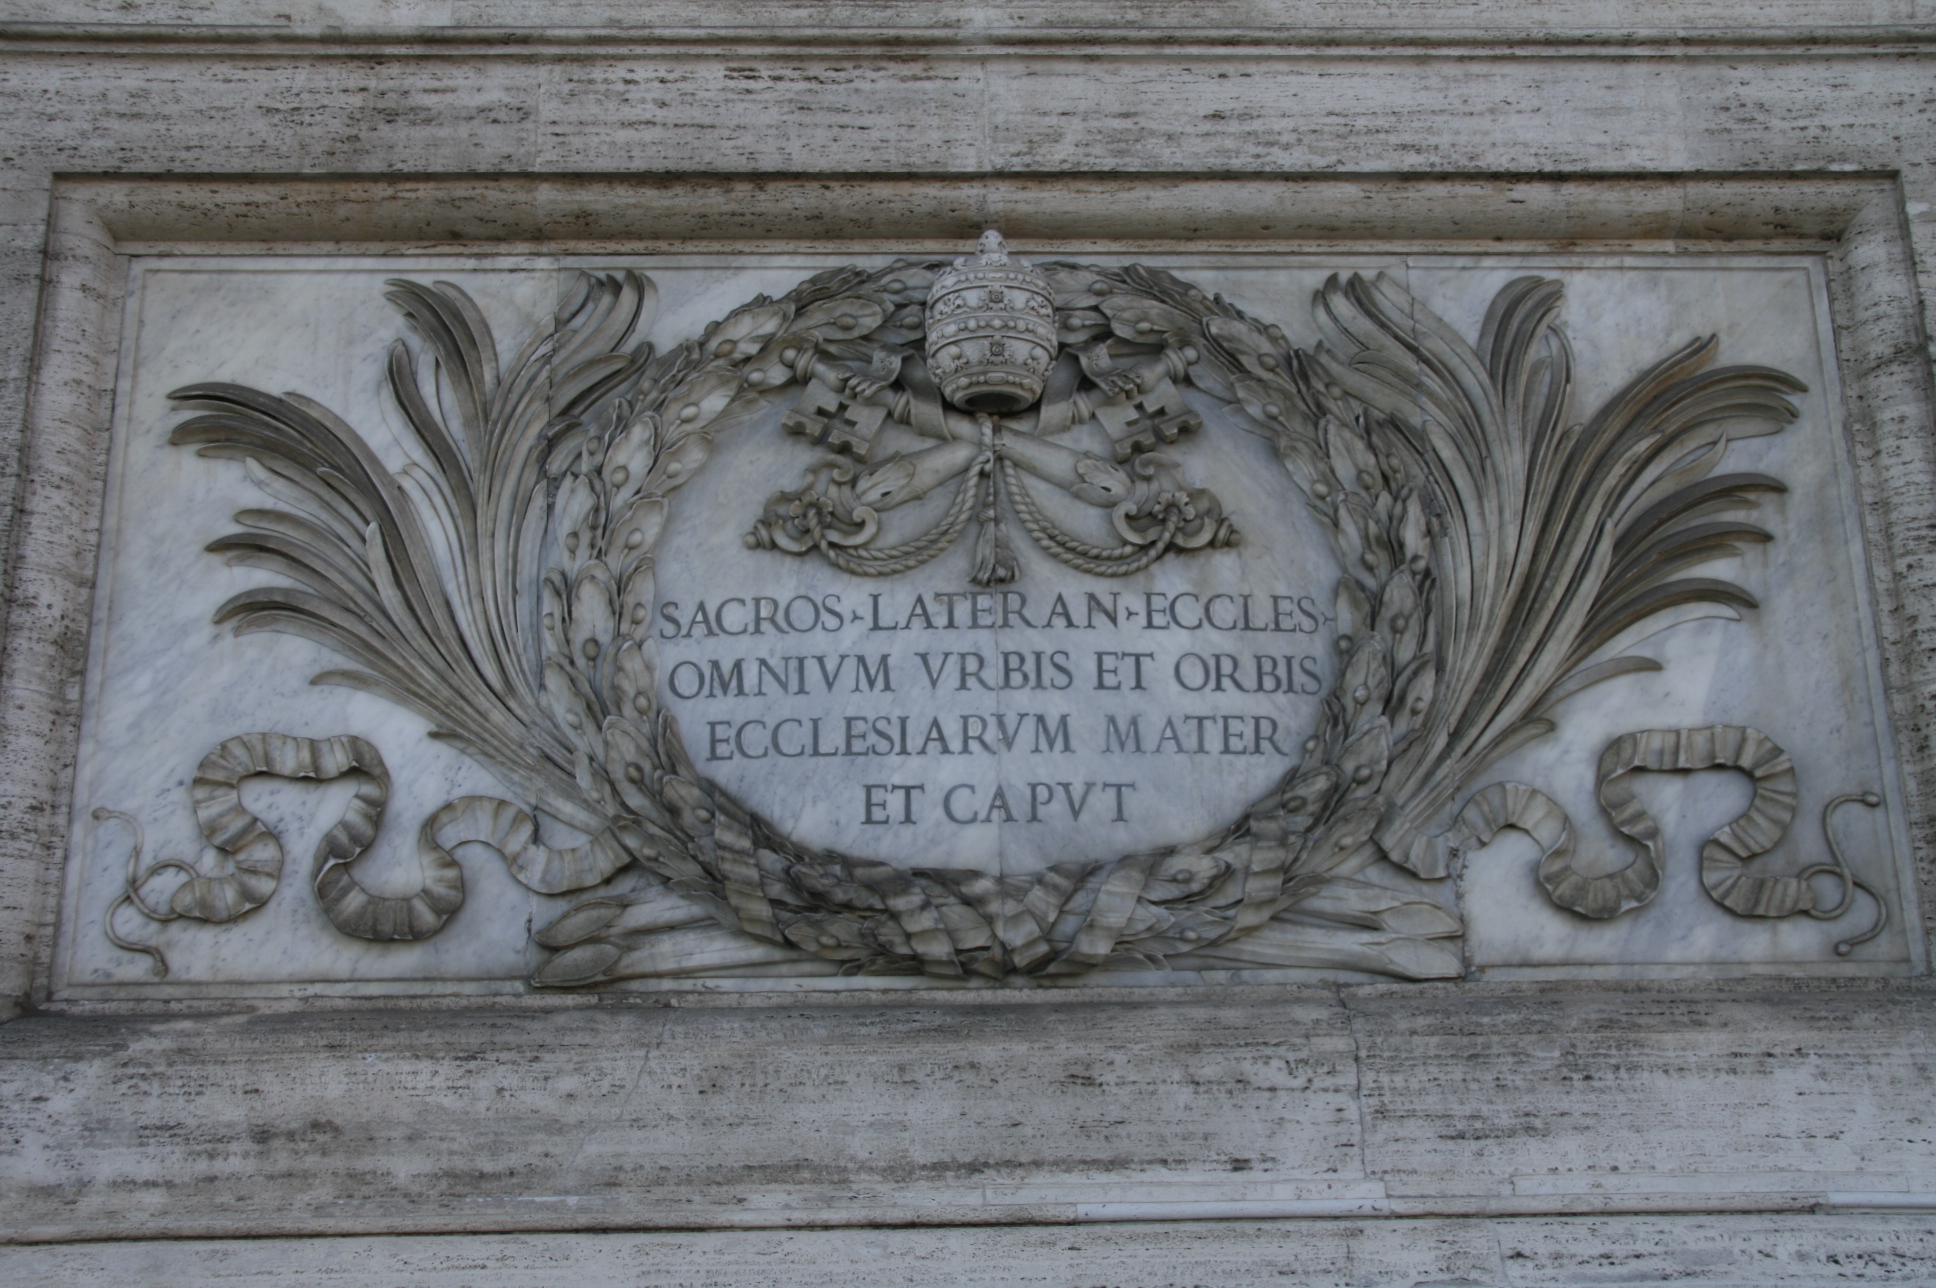 SACROS·LATERAN·ECCLES·
OMNIVM VRBIS ET ORBIS
ECCLESIARVM MATER
ET CAPVT